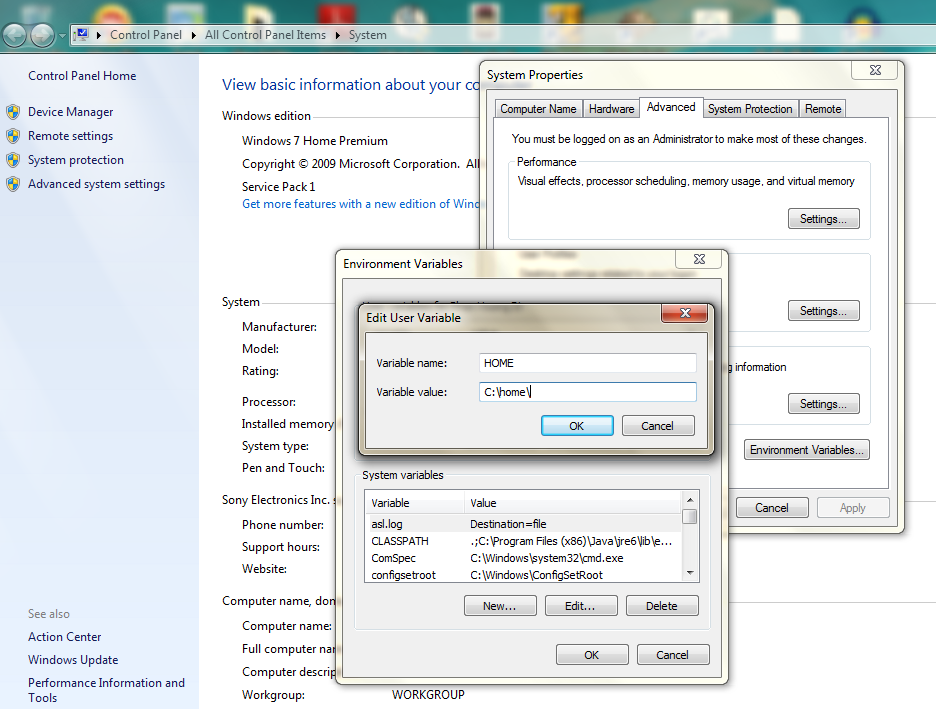 Control Panel
All Control Panel Items
System
Control Panel Home
Device Manager
Remote settings
System protection
Advanced system settings
See also
Action Center
Windows Update
Performance Information and
Tools
View basic information about your
Windows edition
Windows 7 Home Premium
Copyright © 2009 Microsoft Corporation. All
Service Pack 1
Get more features with a new edition of Wind
System
Manufacturer:
Model:
Rating:
Processor:
Installed memory
System type:
Pen and Touch:
Sony Electronics Inc.
Phone number:
Support hours:
Website:
Computer name, dom
Computer name:
Full computer nam
Computer descrip
Workgroup:
WORKGROUP
System Properties
Computer Name
Hardware
Advanced
System Protection
Remote
You must be logged on as an Administrator to make most of these changes.
Performance
Visual effects, processor scheduling, memory usage, and virtual memory
Settings...
Settings...
g information
Settings...
Environment Variables...
Cancel
Apply
Environment Variables
Edit User Variable
Variable name:
HOME
Variable value:
C:\home\
OK
Cancel
System variables
Variable Value
asl.log Destination=file
CLASSPATH .;C:\Program Files (x86)\Java\jre6\lib\e...
ComSpec C:\Windows\system32\cmd.exe
configsetroot C:\Windows\ConfigSetRoot
New...
Edit...
Delete
OK
Cancel